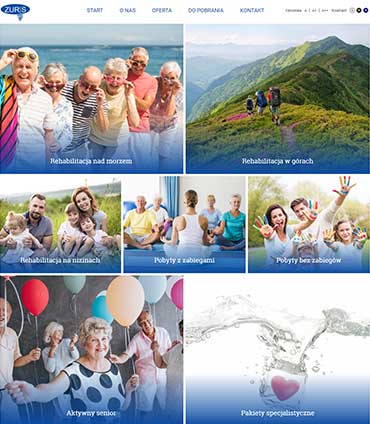 ZURiS
START O NAS OFERTA DO POBRANIA KONTAKT
A A+ A++ Kontrast
Rehabilitacja nad morzem
Rehabilitacja w górach
Rehabilitacja na nizinach
Pobyty z zabiegami
Pobyty bez zabiegów
Aktywny senior
Pakiety specjalistyczne